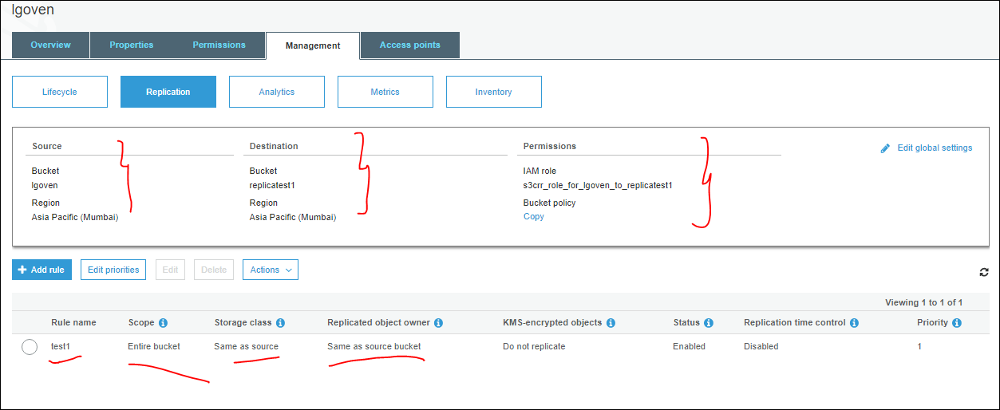 lgoven
Overview Properties Permissions Management Access points
Lifecycle Replication Analytics Metrics Inventory
Source Destination Permissions Edit global settings
Bucket Bucket IAM role
lgoven replicatest1 s3crr_role_for_lgoven_to_replicatest1
Region Region Bucket policy
Asia Pacific (Mumbai) Asia Pacific (Mumbai) Copy
Add rule Edit priorities Edit Delete Actions
Viewing 1 to 1 of 1
Rule name Scope Storage class Replicated object owner KMS-encrypted objects Status Replication time control Priority
test1 Entire bucket Same as source Same as source bucket Do not replicate Enabled Disabled 1